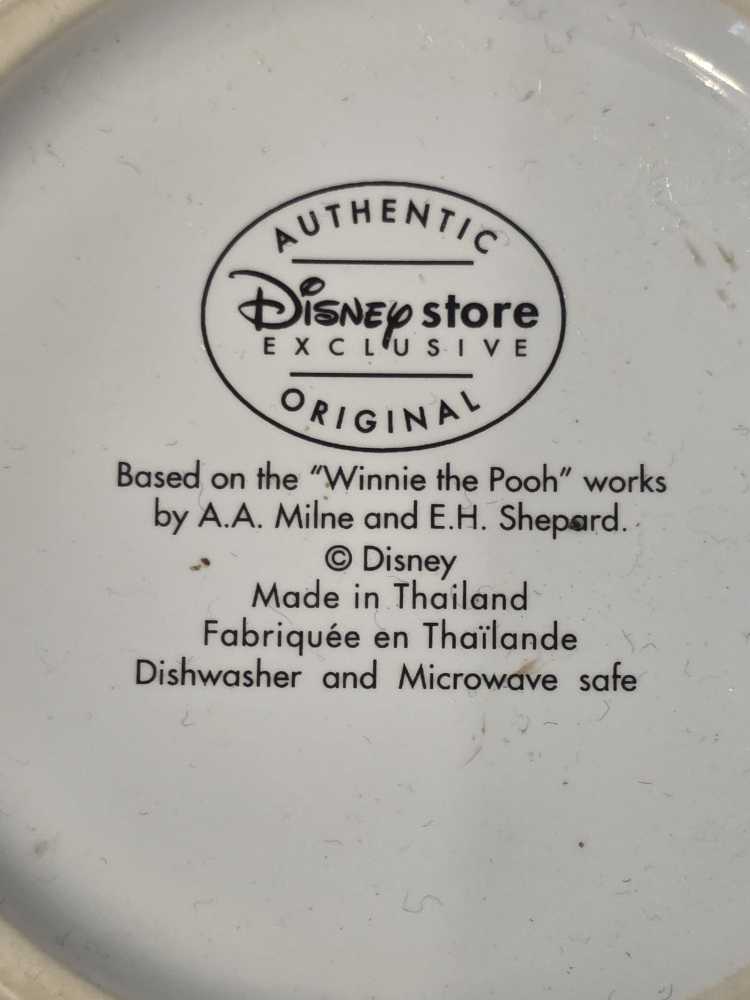 AUTHENTIC
Disney store
EXCLUSIVE
ORIGINAL
Based on the “Winnie the Pooh” works
by A.A. Milne and E.H. Shepard.
© Disney
Made in Thailand
Fabriquée en Thaïlande
Dishwasher and Microwave safe